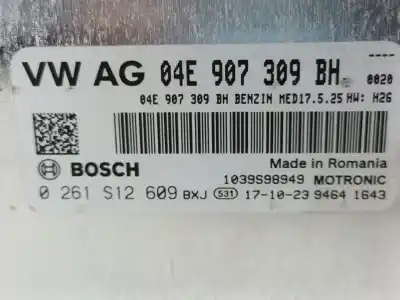 ----
VW AG 04E 907 309 BH 0020
04E 907 309 BH BENZIN MED17.5.25 HW: H26
BOSCH
Made in Romania
1039S98949 MOTRONIC
0 261 S12 609 BXJ 531 17-10-23 9464 1643